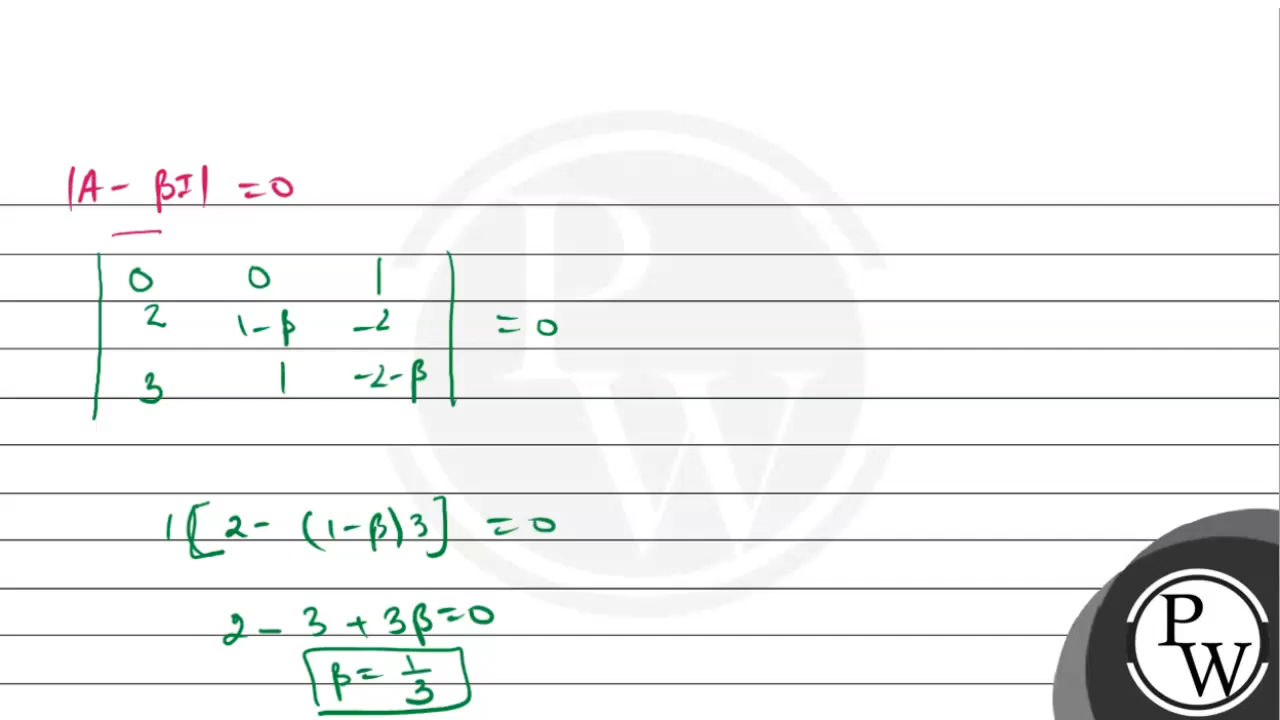 |A - βI| = 0
| 0 0 1 |
| 2 1-β -2 | = 0
| 3 1 -2-β |
1[2 - (1-β)3] = 0
2 - 3 + 3β = 0
β = 1/3
P
W
P
W